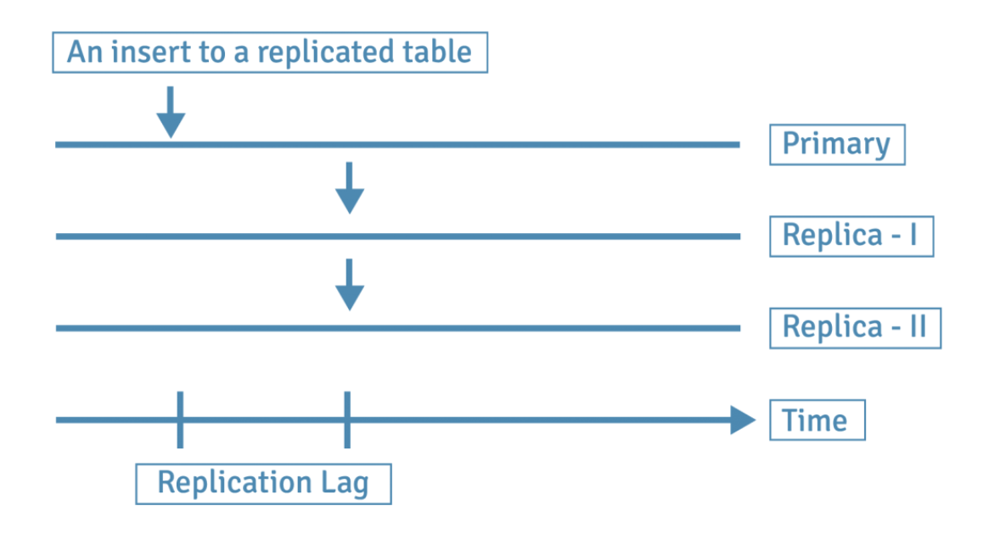 An insert to a replicated table
Primary
Replica - I
Replica - II
Time
Replication Lag